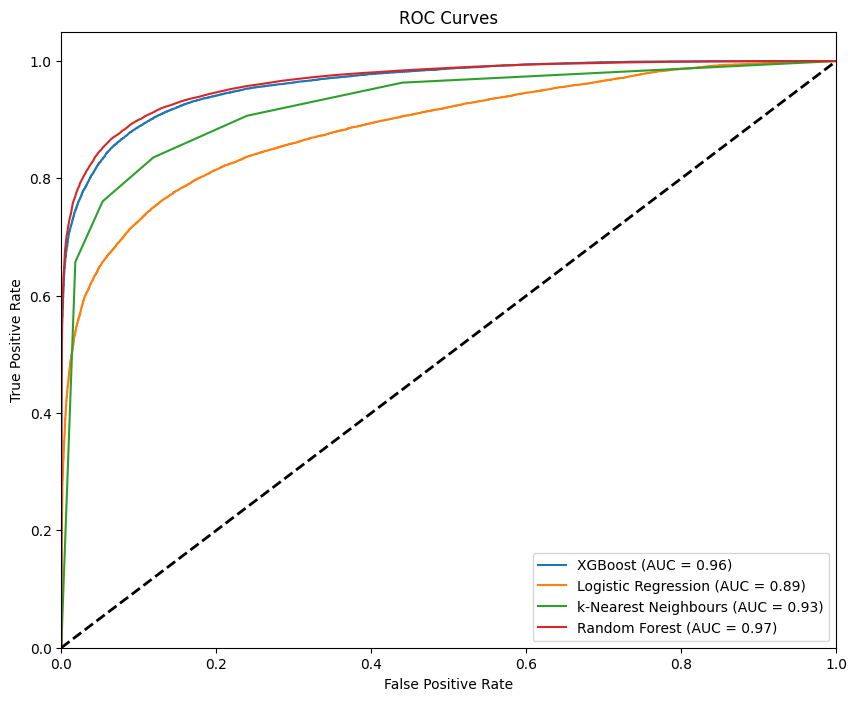 ROC Curves
True Positive Rate
1.0
0.8
0.6
0.4
0.2
0.0
0.0 0.2 0.4 0.6 0.8 1.0
False Positive Rate
XGBoost (AUC = 0.96)
Logistic Regression (AUC = 0.89)
k-Nearest Neighbours (AUC = 0.93)
Random Forest (AUC = 0.97)